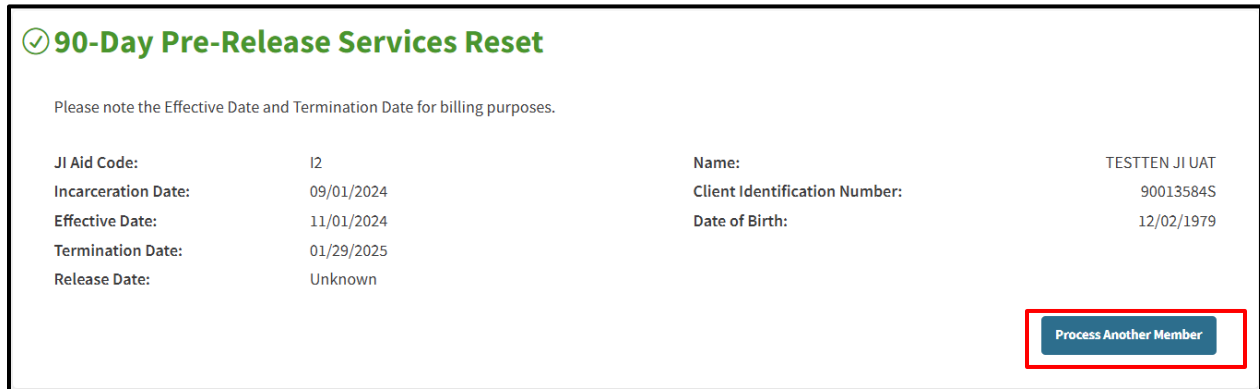 90-Day Pre-Release Services Reset
Please note the Effective Date and Termination Date for billing purposes.
JI Aid Code: I2
Incarceration Date: 09/01/2024
Effective Date: 11/01/2024
Termination Date: 01/29/2025
Release Date: Unknown
Name: TESTTEN JI UAT
Client Identification Number: 90013584S
Date of Birth: 12/02/1979
Process Another Member